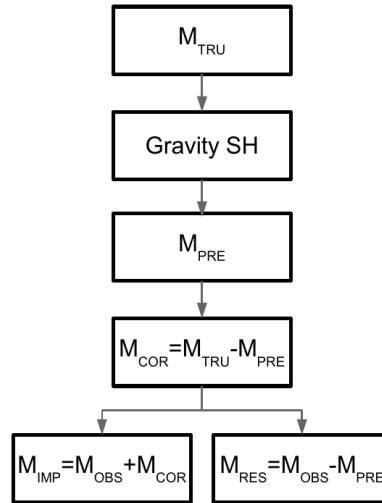 M_TRU
Gravity SH
M_PRE
M_COR=M_TRU-M_PRE
M_IMP=M_OBS+M_COR
M_RES=M_OBS-M_PRE